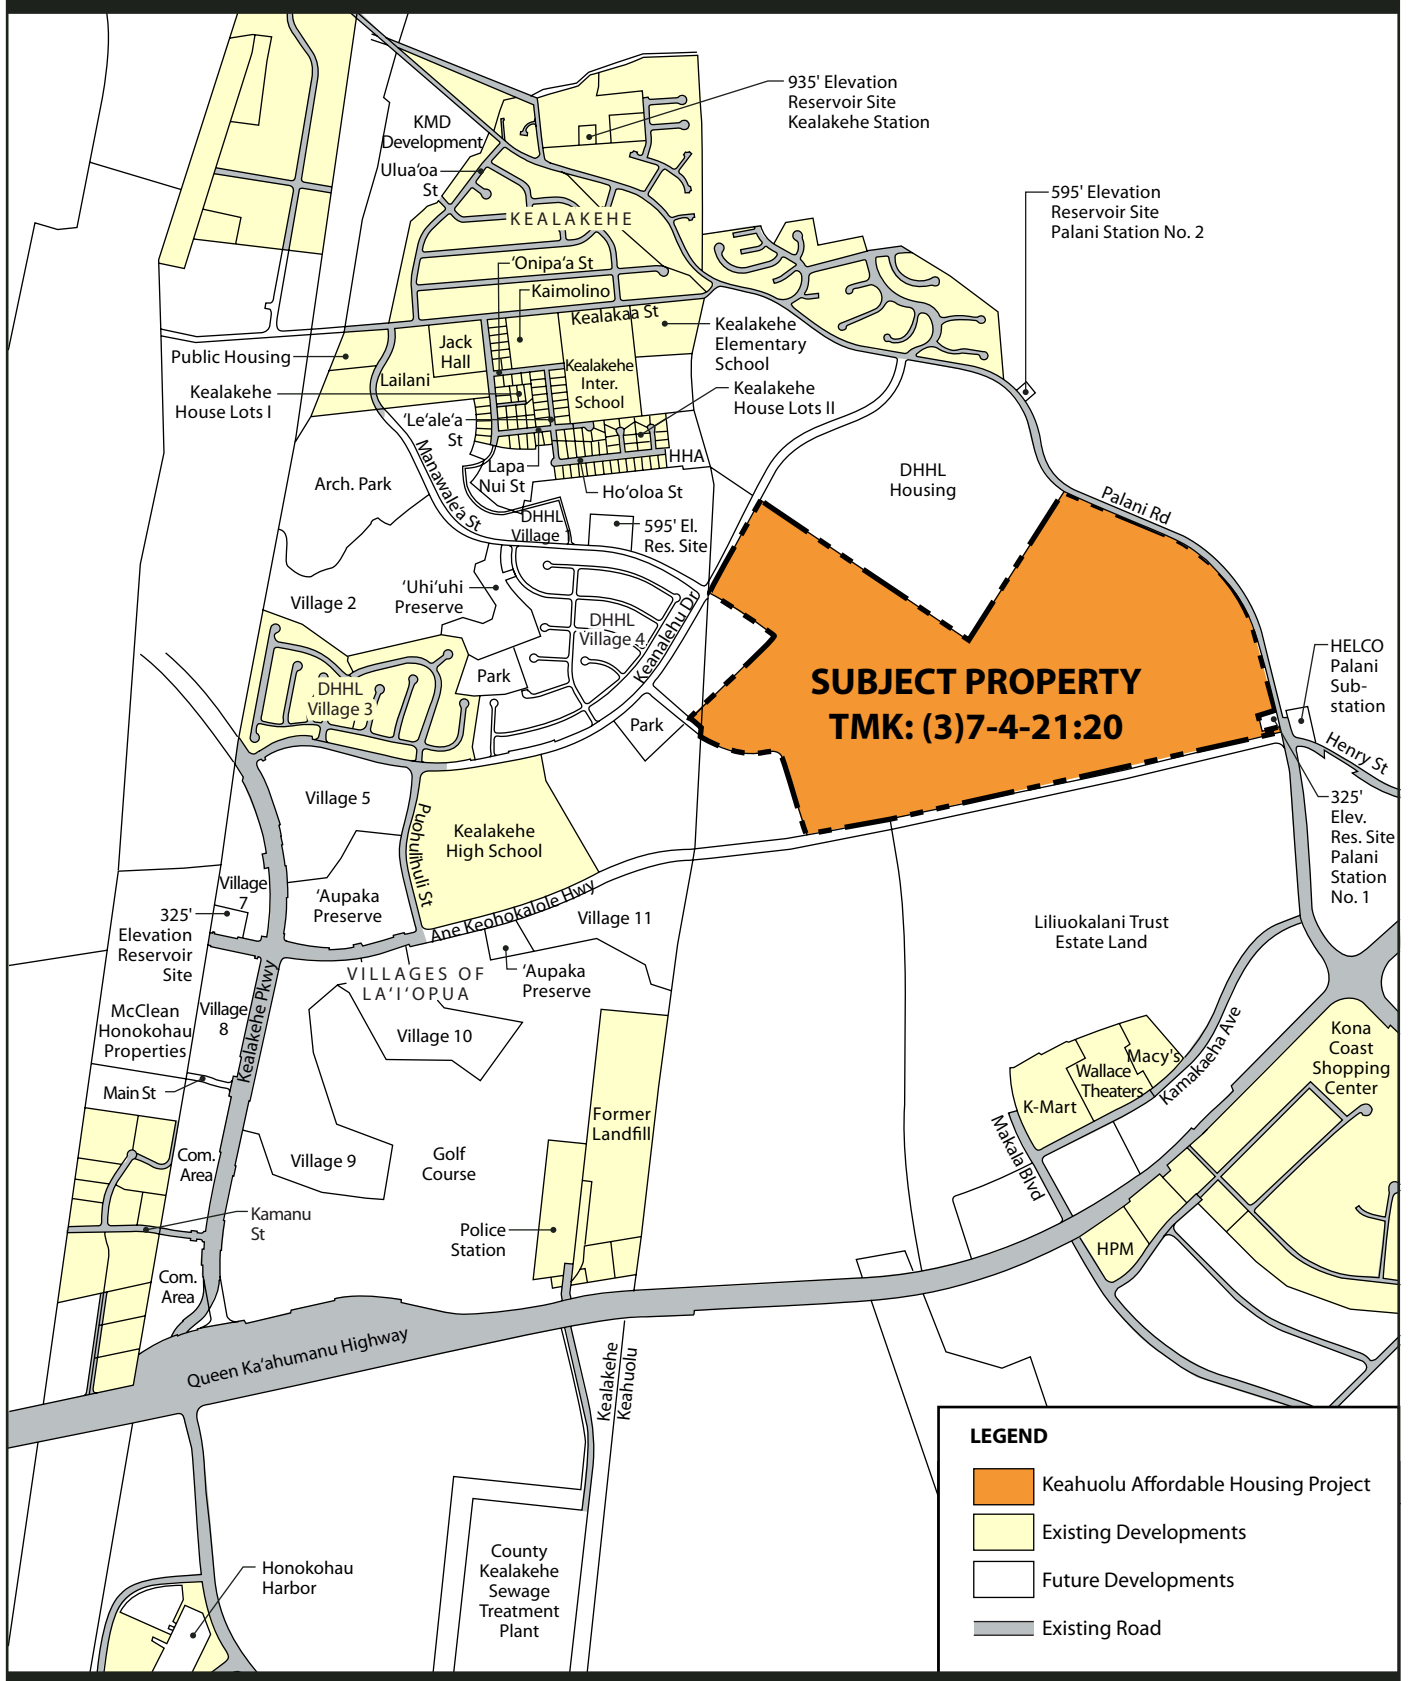 935' Elevation
Reservoir Site
Kealakehe Station
KMD
Development
Ulua‘oa
St
KEALAKEHE
595' Elevation
Reservoir Site
Palani Station No. 2
‘Onipa‘a St
Kaimolino
Kealakaa St
Kealakehe
Elementary
School
Public Housing
Jack
Hall
Lailani
Kealakehe
Inter.
School
Kealakehe
House Lots I
Kealakehe
House Lots II
‘Le‘ale‘a
St
Manawale‘a St
Lapa
Nui St
HHA
Ho‘oloa St
Arch. Park
DHHL
Housing
Palani Rd
DHHL
Village 1
595' El.
Res. Site
‘Uhi‘uhi
Preserve
Village 2
DHHL
Village 4
Keanalehu Dr
Park
DHHL
Village 3
Park
SUBJECT PROPERTY
TMK: (3)7-4-21:20
HELCO
Palani
Sub-
station
Henry St
Village 5
Puohulihuli St
Kealakehe
High School
325'
Elev.
Res. Site
Palani
Station
No. 1
Village
7
‘Aupaka
Preserve
Ane Keohokalole Hwy
Village 11
325'
Elevation
Reservoir
Site
VILLAGES OF
LA‘I‘OPUA
‘Aupaka
Preserve
Liliuokalani Trust
Estate Land
McClean
Honokohau
Properties
Village
8
Kealakehe Pkwy
Village 10
Main St
Kona
Coast
Shopping
Center
Macy's
Wallace
Theaters
K-Mart
Kamakaeha Ave
Makala Blvd
Former
Landfill
Com.
Area
Village 9
Golf
Course
Kamanu
St
Police
Station
HPM
Com.
Area
Queen Ka‘ahumanu Highway
Kealakehe
Keahuolu
Honokohau
Harbor
County
Kealakehe
Sewage
Treatment
Plant
LEGEND
Keahuolu Affordable Housing Project
Existing Developments
Future Developments
Existing Road